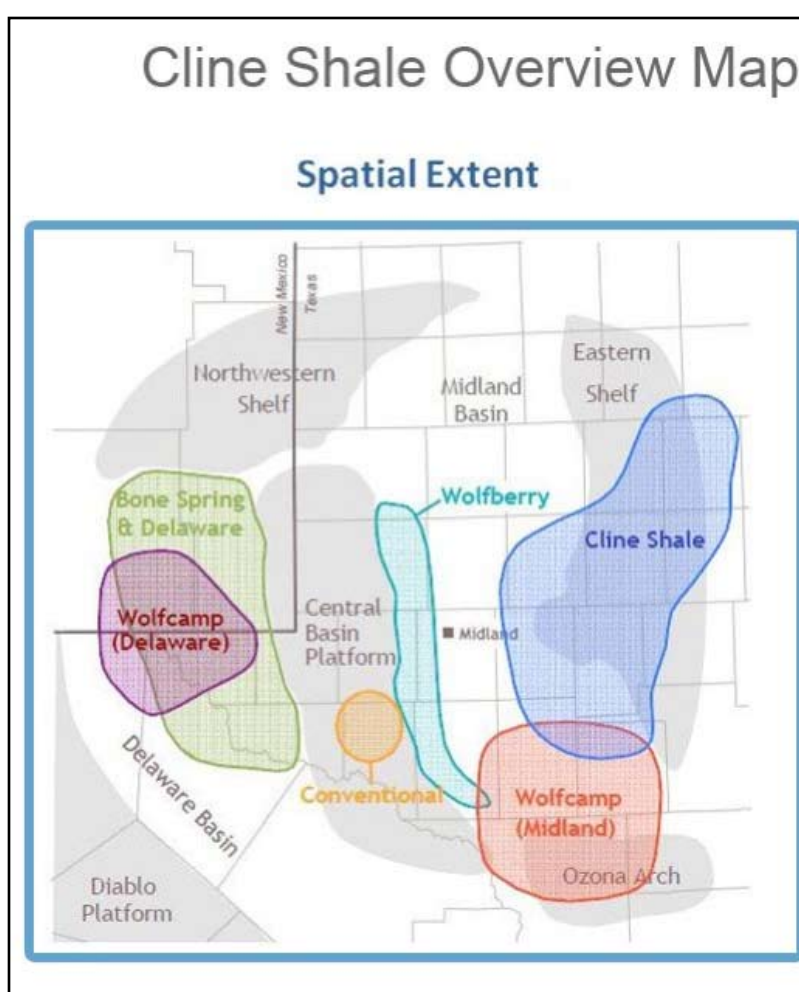 Cline Shale Overview Map
Spatial Extent
New Mexico
Texas
Northwestern
Shelf
Midland
Basin
Eastern
Shelf
Bone Spring
& Delaware
Wolfberry
Cline Shale
Wolfcamp
(Delaware)
Central
Basin
Platform
Midland
Delaware Basin
Conventional
Wolfcamp
(Midland)
Ozona Arch
Diablo
Platform